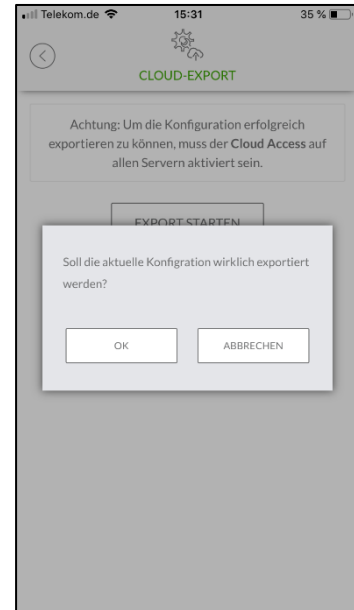 Telekom.de 15:31 35 %
CLOUD-EXPORT
Achtung: Um die Konfiguration erfolgreich
exportieren zu können, muss der Cloud Access auf
allen Servern aktiviert sein.
EXPORT STARTEN
Soll die aktuelle Konfigration wirklich exportiert
werden?
OK ABBRECHEN